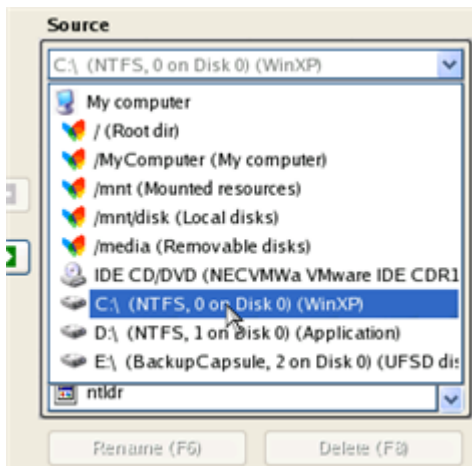 Source
C:\ (NTFS, 0 on Disk 0) (WinXP)
My computer
/ (Root dir)
/MyComputer (My computer)
/mnt (Mounted resources)
/mnt/disk (Local disks)
/media (Removable disks)
IDE CD/DVD (NECVMWa VMware IDE CDR1
C:\ (NTFS, 0 on Disk 0) (WinXP)
D:\ (NTFS, 1 on Disk 0) (Application)
E:\ (BackupCapsule, 2 on Disk 0) (UFSD dis
ntldr
Rename (F6) Delete (F8)